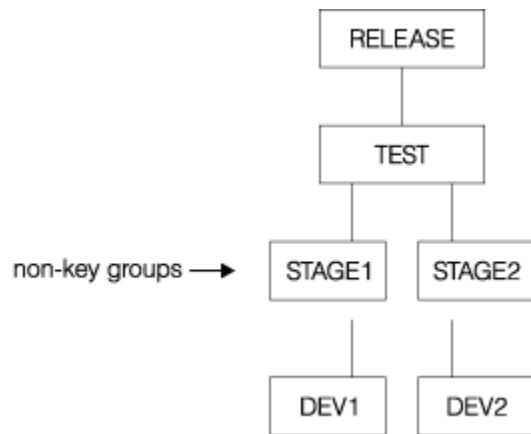 RELEASE
TEST
non-key groups
STAGE1
STAGE2
DEV1
DEV2